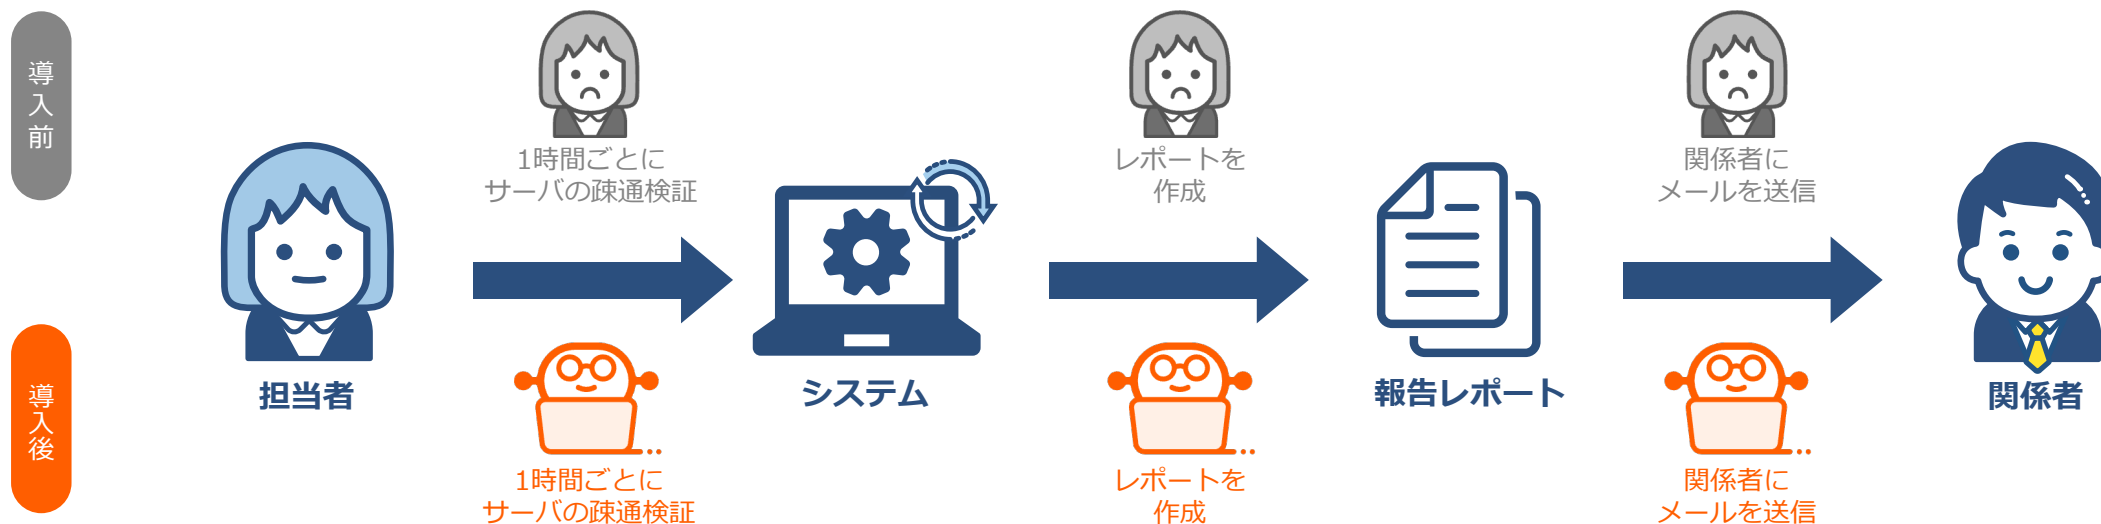 導入前
1時間ごとに
サーバの疎通検証
レポートを
作成
関係者に
メールを送信
担当者
システム
報告レポート
関係者
導入後
1時間ごとに
サーバの疎通検証
レポートを
作成
関係者に
メールを送信